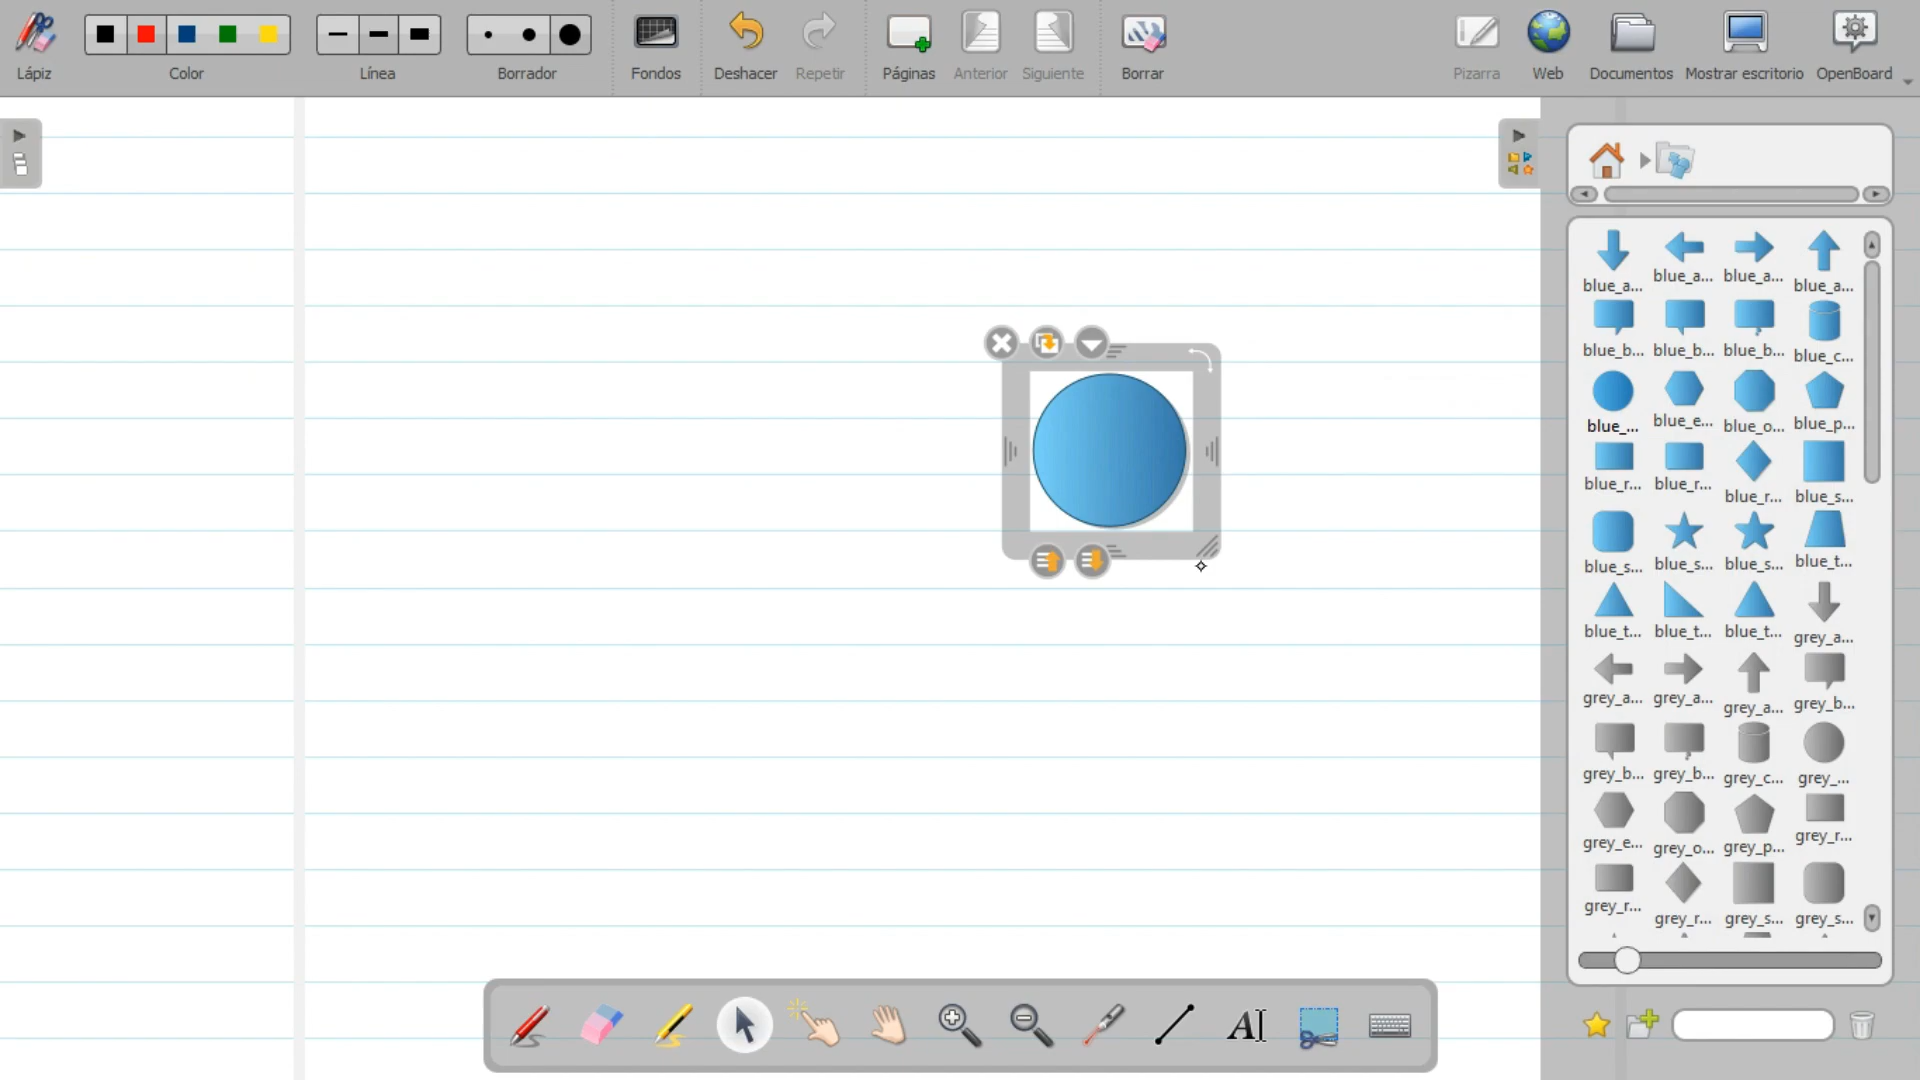 Lápiz Color Línea Borrador Fondos Deshacer Repetir Páginas Anterior Siguiente Borrar Pizarra Web Documentos Mostrar escritorio OpenBoard
blue_a... blue_a... blue_a... blue_a...
blue_b... blue_b... blue_b... blue_c...
blue_... blue_e... blue_o... blue_p...
blue_r... blue_r... blue_r... blue_s...
blue_s... blue_s... blue_s... blue_t...
blue_t... blue_t... blue_t... grey_a...
grey_a... grey_a... grey_a... grey_b...
grey_b... grey_b... grey_c... grey_...
grey_e... grey_o... grey_p... grey_r...
grey_r... grey_r... grey_s... grey_s...
AI